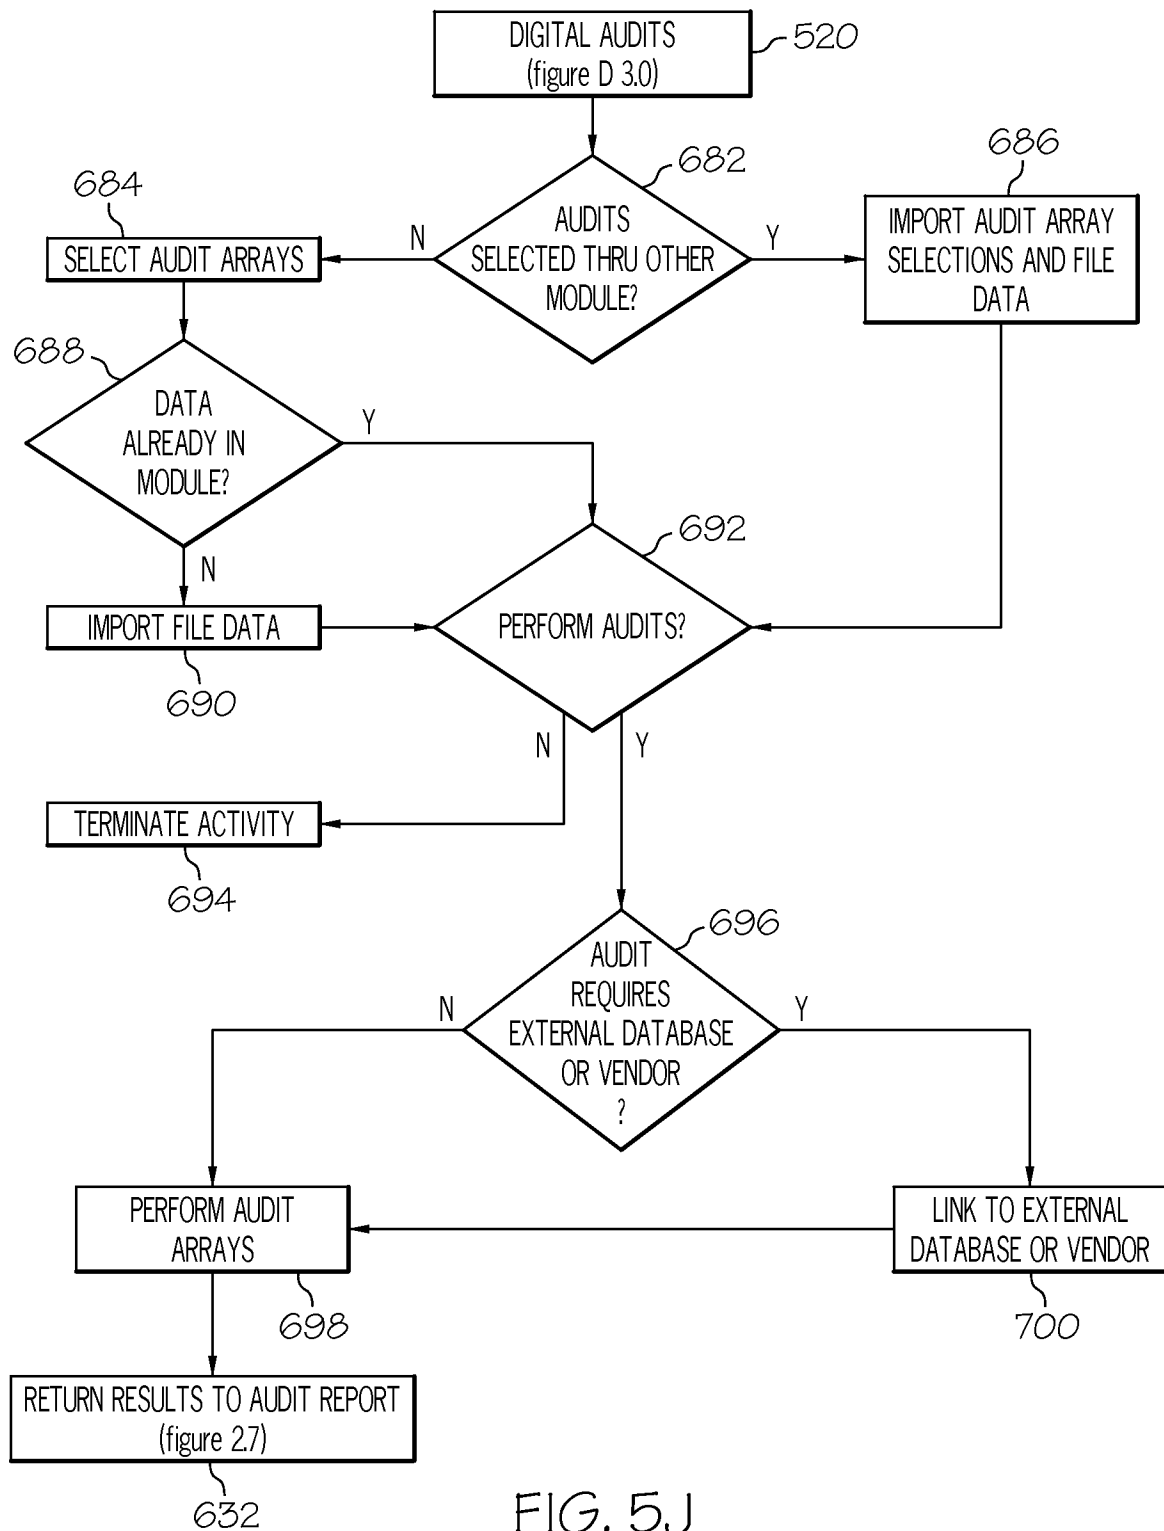 DIGITAL AUDITS
(figure D 3.0)
520
682
686
684
AUDITS
SELECTED THRU OTHER
MODULE?
N
Y
IMPORT AUDIT ARRAY
SELECTIONS AND FILE
DATA
SELECT AUDIT ARRAYS
688
DATA
ALREADY IN
MODULE?
Y
N
692
PERFORM AUDITS?
IMPORT FILE DATA
690
N
Y
TERMINATE ACTIVITY
694
696
AUDIT
REQUIRES
EXTERNAL DATABASE
OR VENDOR
?
N
Y
PERFORM AUDIT
ARRAYS
698
LINK TO EXTERNAL
DATABASE OR VENDOR
700
RETURN RESULTS TO AUDIT REPORT
(figure 2.7)
632
FIG. 5J